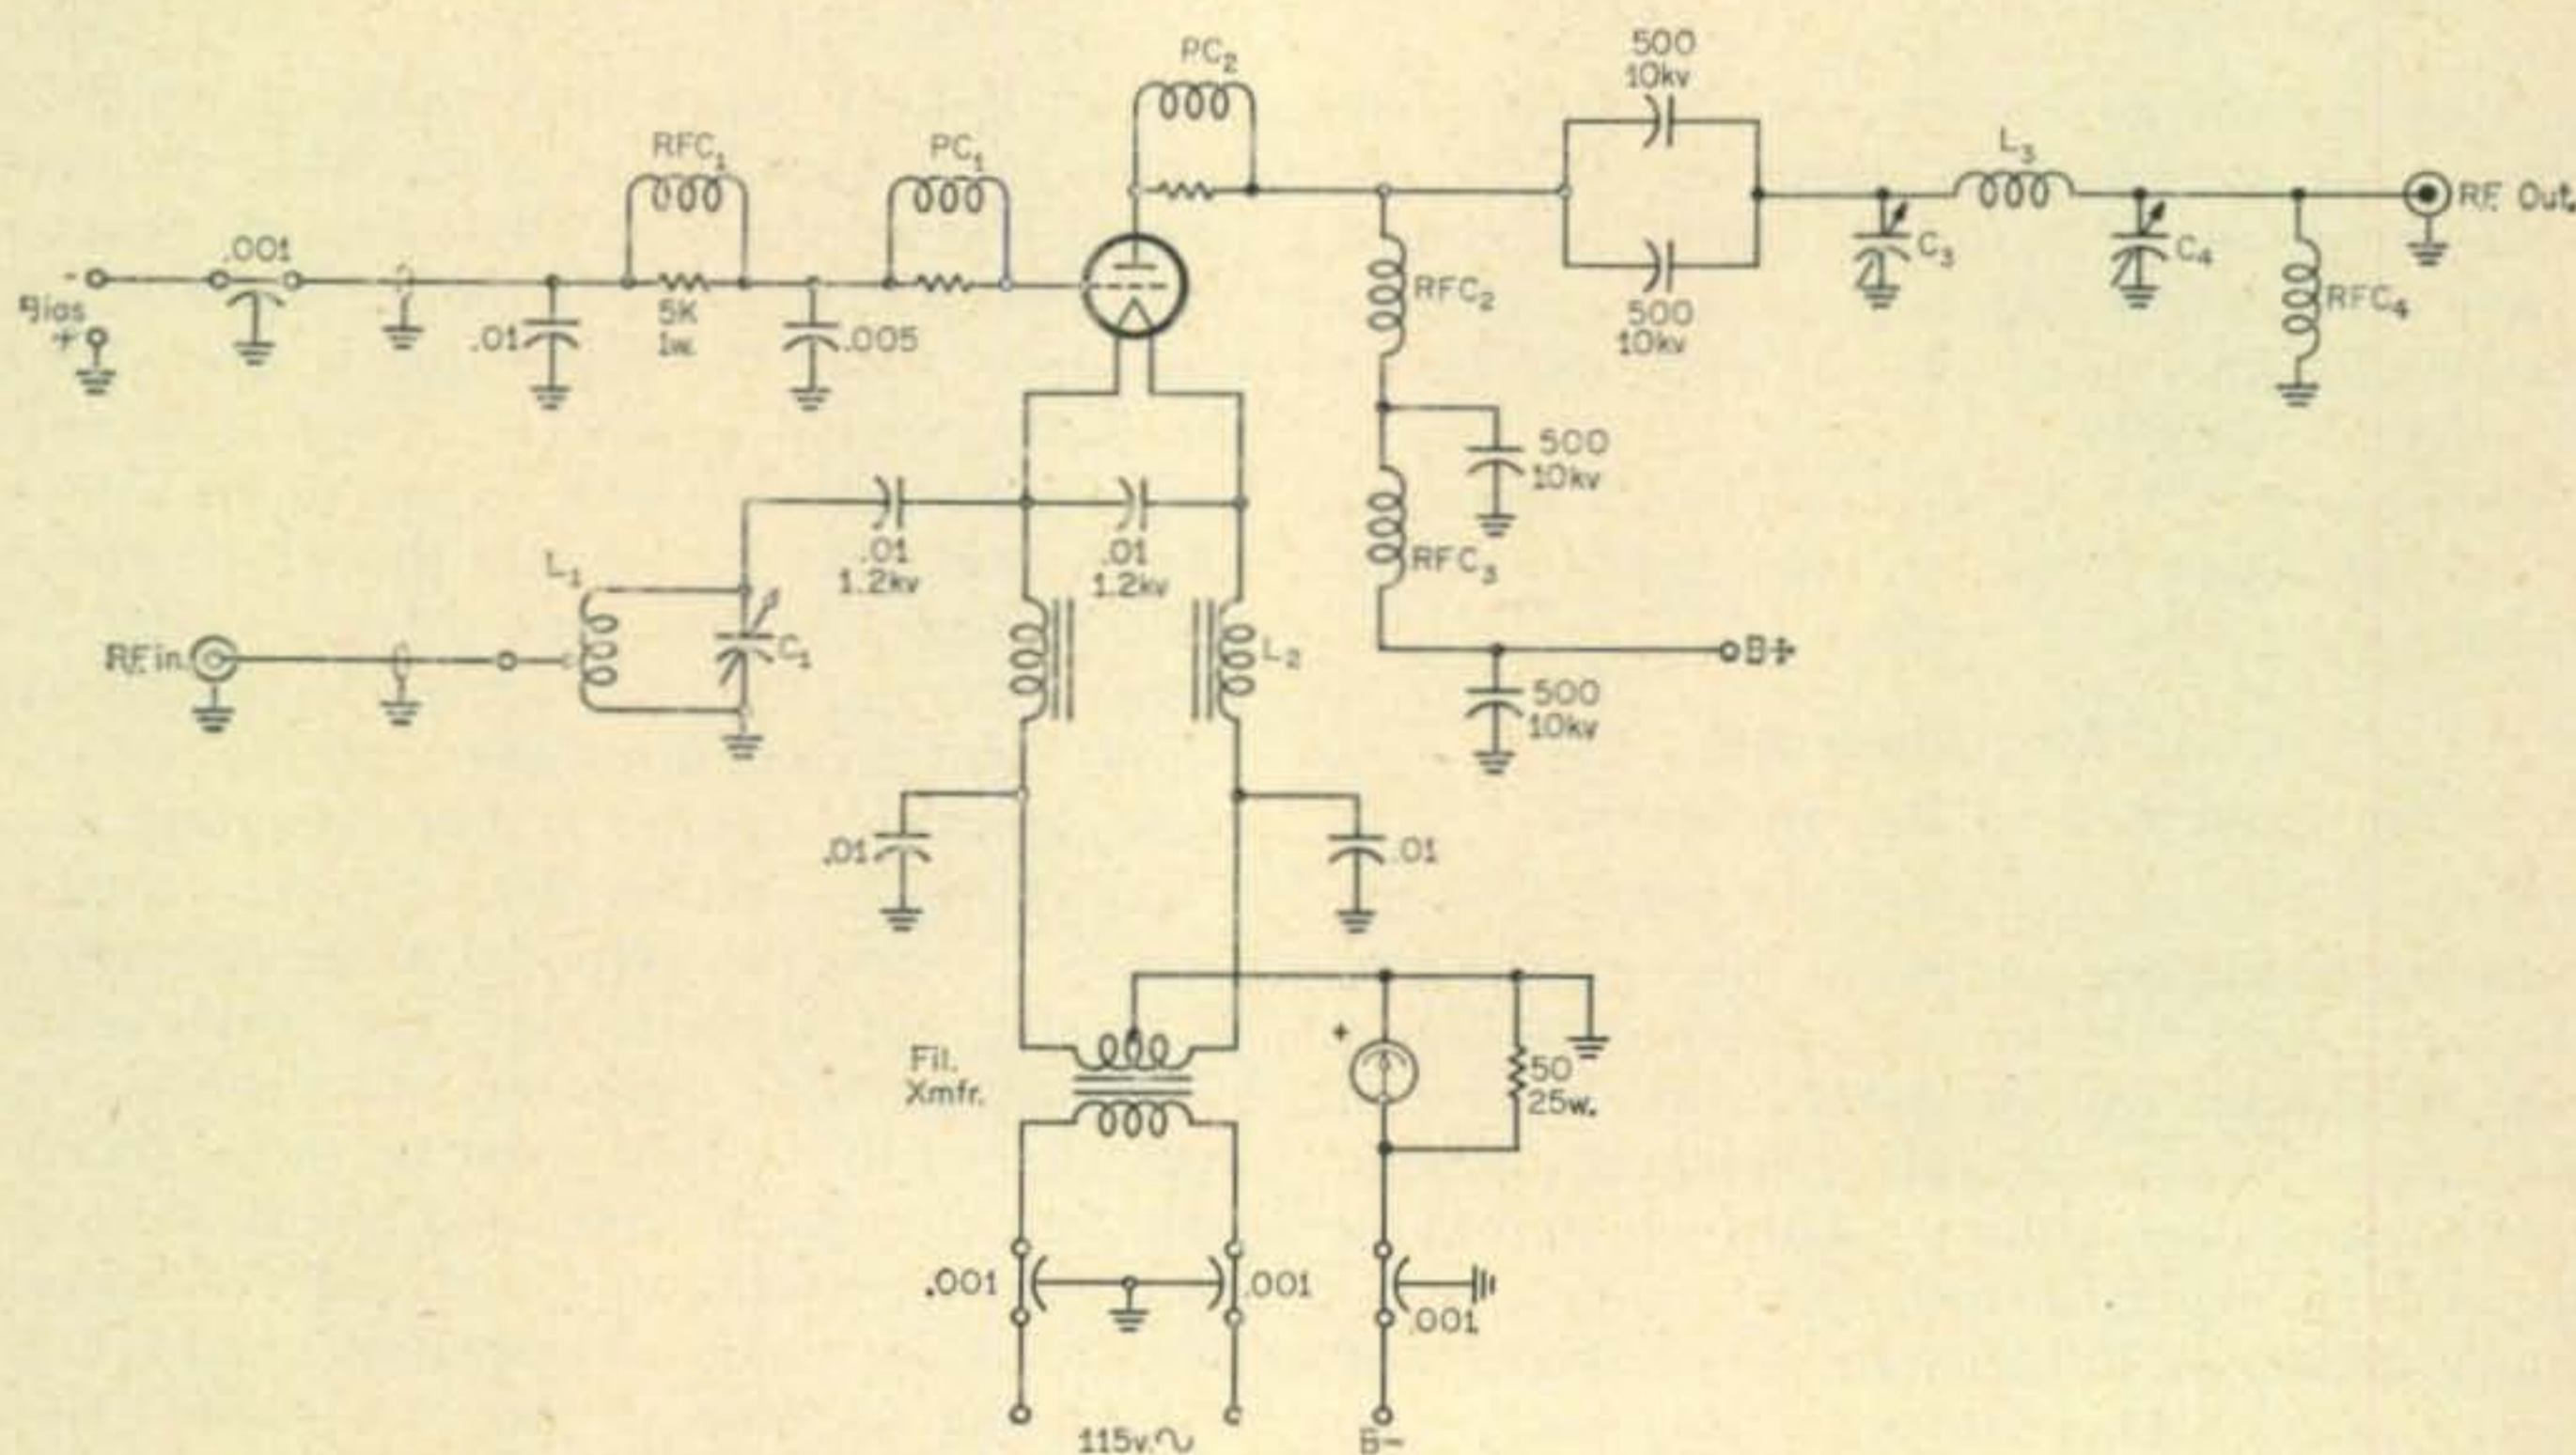 PC₂
500
10kv
RFC₁
PC₁
L₃
RF Out.
-
Bias
+
.001
.01
5K
1w.
.005
RFC₂
500
10kv
C₃
C₄
RFC₄
500
10kv
.01
1.2kv
.01
1.2kv
RFC₃
L₁
RF in.
C₁
L₂
B+
500
10kv
.01
.01
Fil.
Xmfr.
+
50
25w.
.001
.001
.001
115v.∿
B-